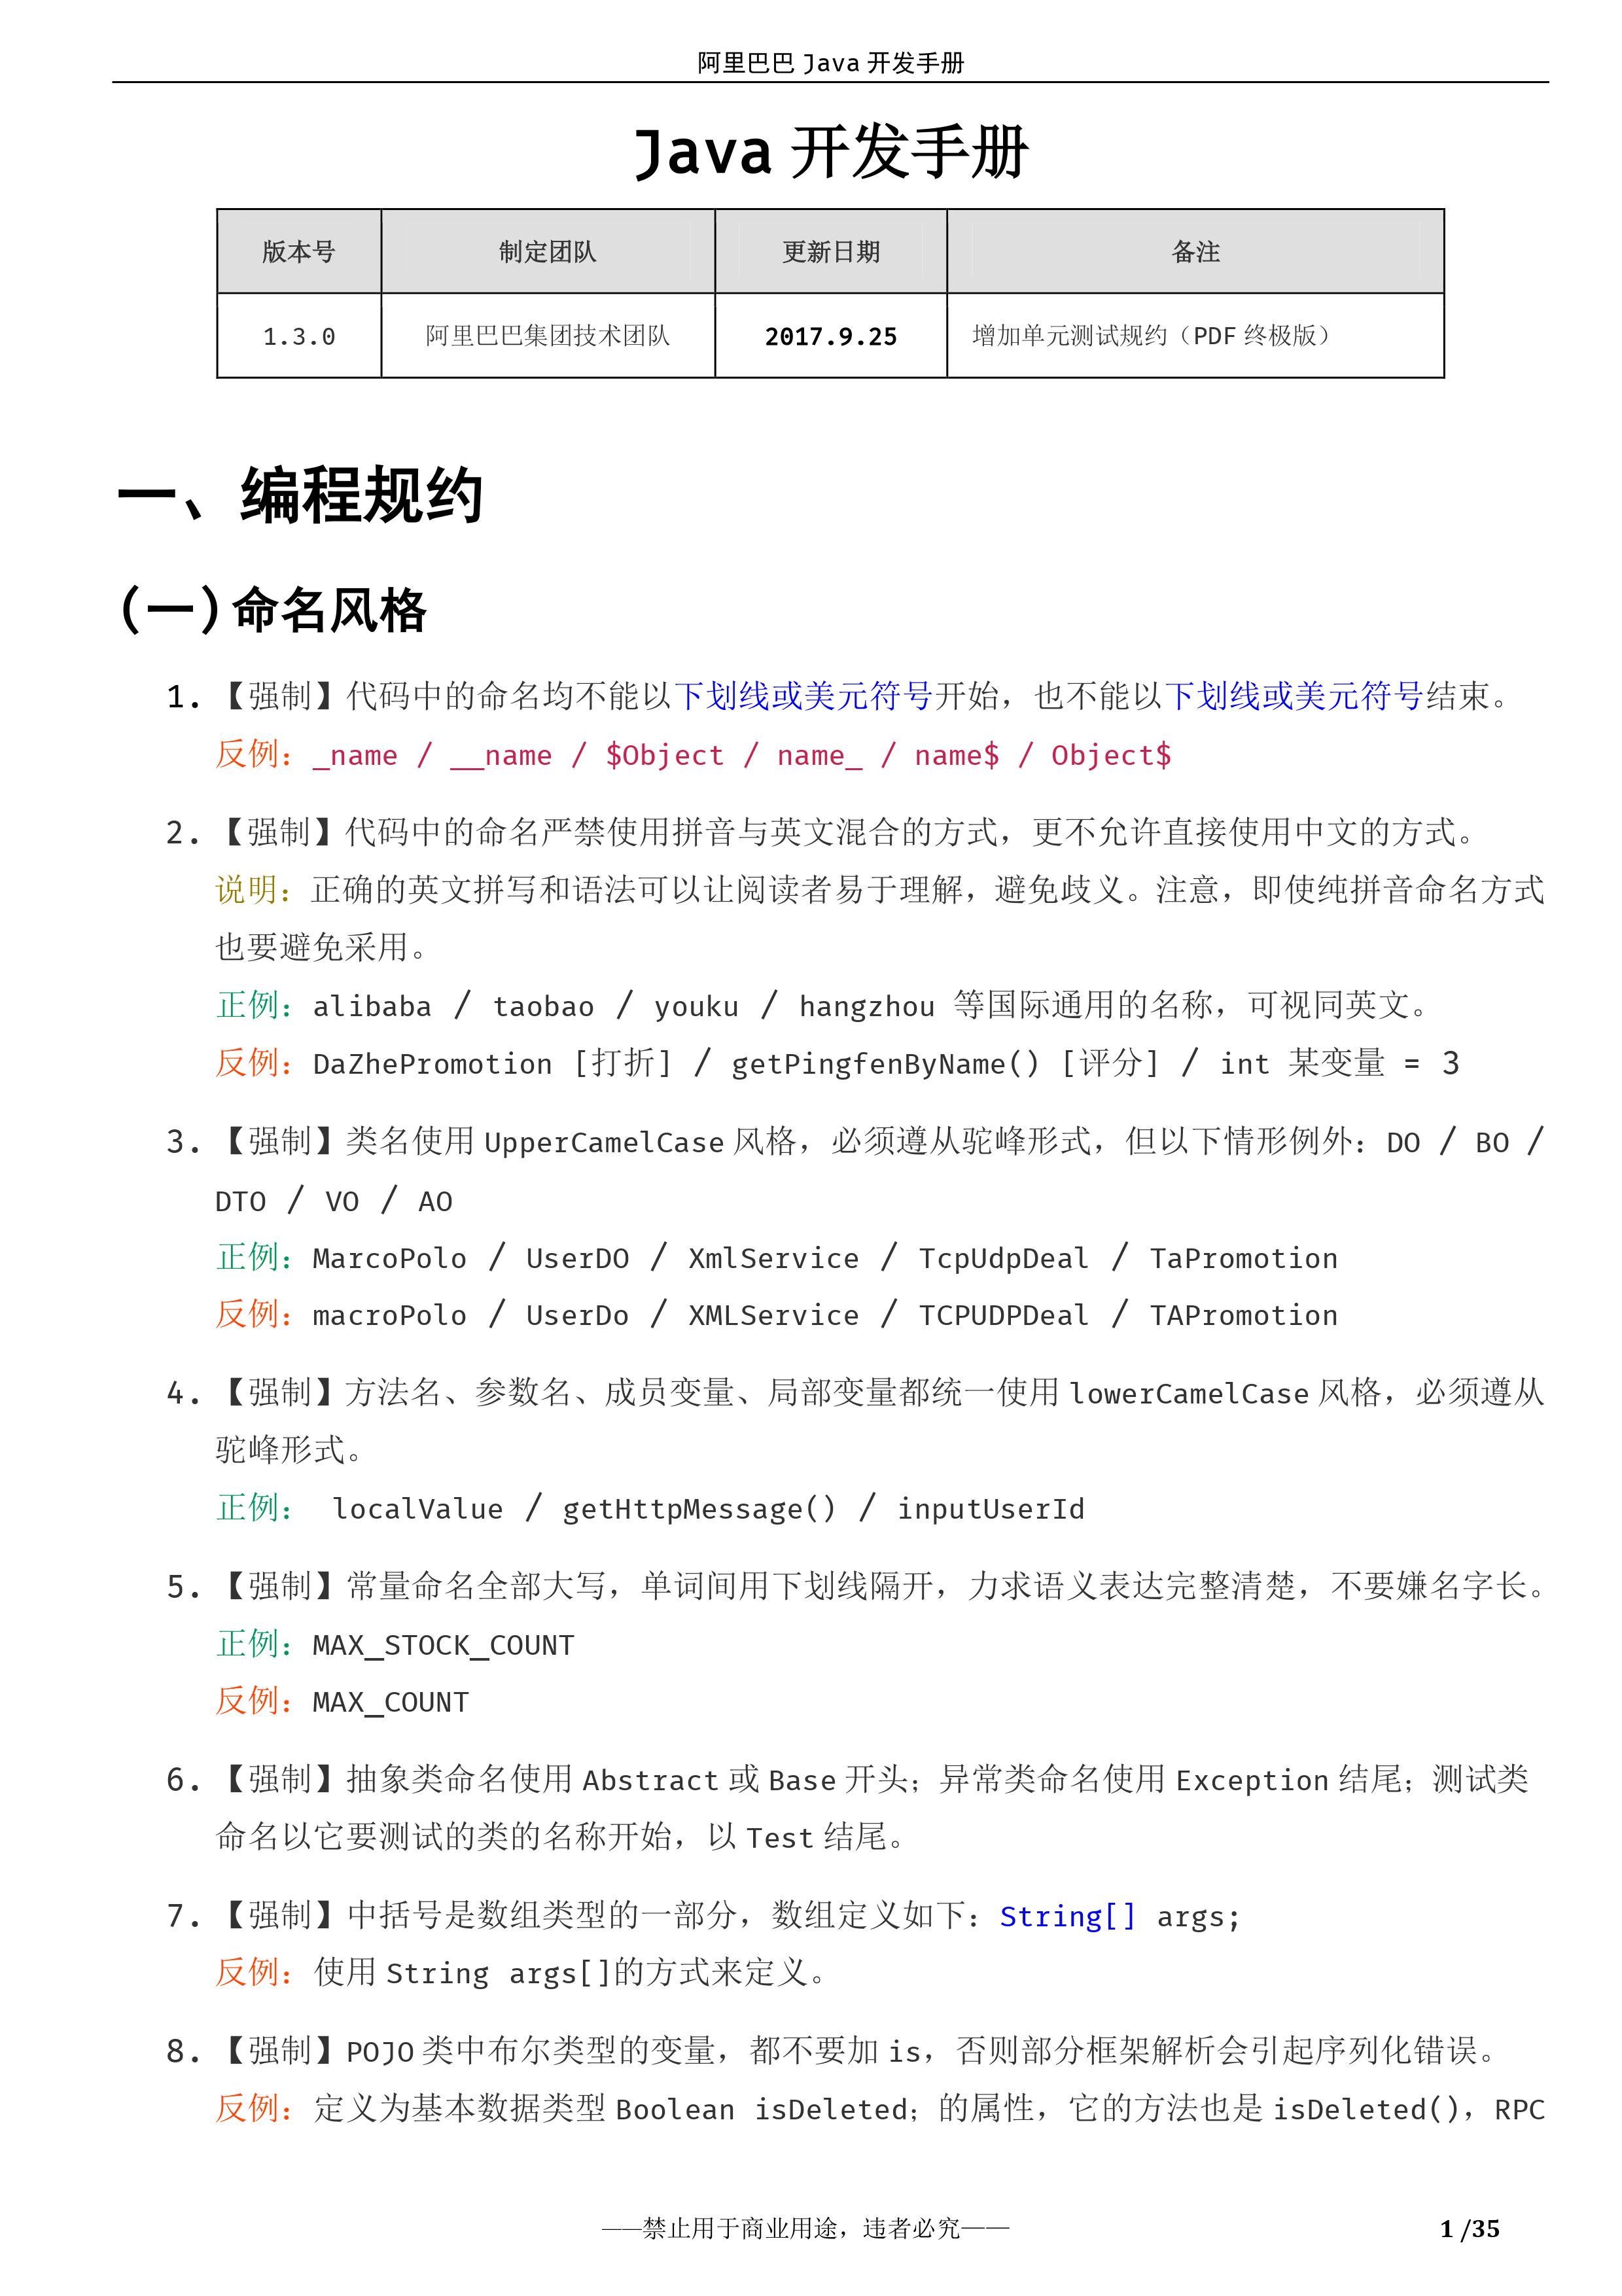 阿里巴巴 Java 开发手册
Java 开发手册
版本号 制定团队 更新日期 备注
1.3.0 阿里巴巴集团技术团队 2017.9.25 增加单元测试规约（PDF 终极版）
一、编程规约
(一)命名风格
1. 【强制】代码中的命名均不能以下划线或美元符号开始，也不能以下划线或美元符号结束。
反例：_name / __name / $Object / name_ / name$ / Object$
2. 【强制】代码中的命名严禁使用拼音与英文混合的方式，更不允许直接使用中文的方式。
说明：正确的英文拼写和语法可以让阅读者易于理解，避免歧义。注意，即使纯拼音命名方式
也要避免采用。
正例：alibaba / taobao / youku / hangzhou 等国际通用的名称，可视同英文。
反例：DaZhePromotion [打折] / getPingfenByName() [评分] / int 某变量 = 3
3. 【强制】类名使用 UpperCamelCase 风格，必须遵从驼峰形式，但以下情形例外：DO / BO /
DTO / VO / AO
正例：MarcoPolo / UserDO / XmlService / TcpUdpDeal / TaPromotion
反例：macroPolo / UserDo / XMLService / TCPUDPDeal / TAPromotion
4. 【强制】方法名、参数名、成员变量、局部变量都统一使用 lowerCamelCase 风格，必须遵从
驼峰形式。
正例： localValue / getHttpMessage() / inputUserId
5. 【强制】常量命名全部大写，单词间用下划线隔开，力求语义表达完整清楚，不要嫌名字长。
正例：MAX_STOCK_COUNT
反例：MAX_COUNT
6. 【强制】抽象类命名使用 Abstract 或 Base 开头；异常类命名使用 Exception 结尾；测试类
命名以它要测试的类的名称开始，以 Test 结尾。
7. 【强制】中括号是数组类型的一部分，数组定义如下：String[] args;
反例：使用 String args[]的方式来定义。
8. 【强制】POJO 类中布尔类型的变量，都不要加 is，否则部分框架解析会引起序列化错误。
反例：定义为基本数据类型 Boolean isDeleted；的属性，它的方法也是 isDeleted()，RPC
——禁止用于商业用途，违者必究—— 1 /35